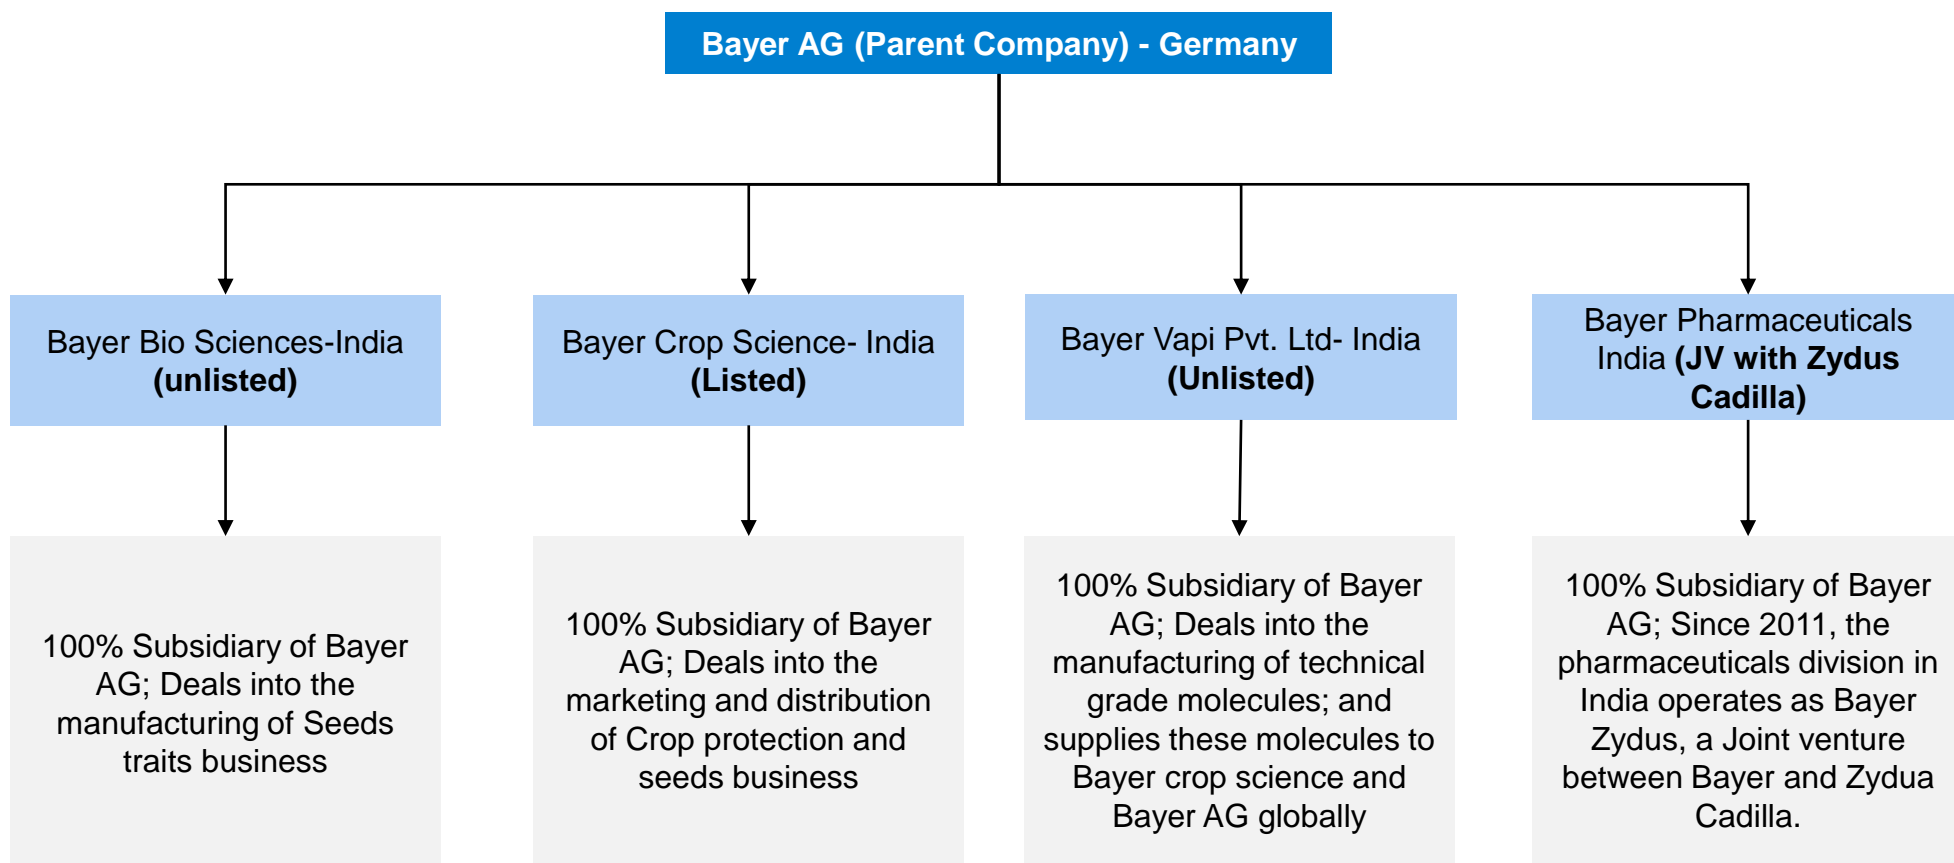 Bayer AG (Parent Company) - Germany
Bayer Bio Sciences-India
(unlisted)
Bayer Crop Science- India
(Listed)
Bayer Vapi Pvt. Ltd- India
(Unlisted)
Bayer Pharmaceuticals
India (JV with Zydus
Cadilla)
100% Subsidiary of Bayer
AG; Deals into the
manufacturing of Seeds
traits business
100% Subsidiary of Bayer
AG; Deals into the
marketing and distribution
of Crop protection and
seeds business
100% Subsidiary of Bayer
AG; Deals into the
manufacturing of technical
grade molecules; and
supplies these molecules to
Bayer crop science and
Bayer AG globally
100% Subsidiary of Bayer
AG; Since 2011, the
pharmaceuticals division in
India operates as Bayer
Zydus, a Joint venture
between Bayer and Zydua
Cadilla.